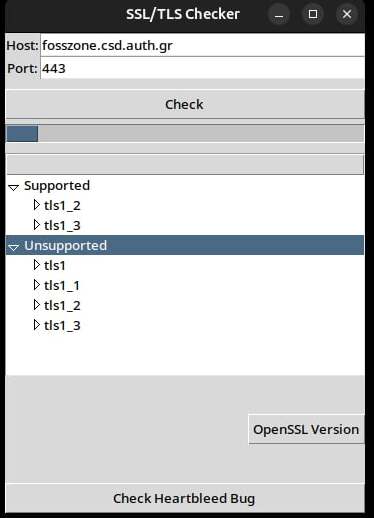 SSL/TLS Checker
Host: fosszone.csd.auth.gr
Port: 443
Check
Supported
tls1_2
tls1_3
Unsupported
tls1
tls1_1
tls1_2
tls1_3
OpenSSL Version
Check Heartbleed Bug